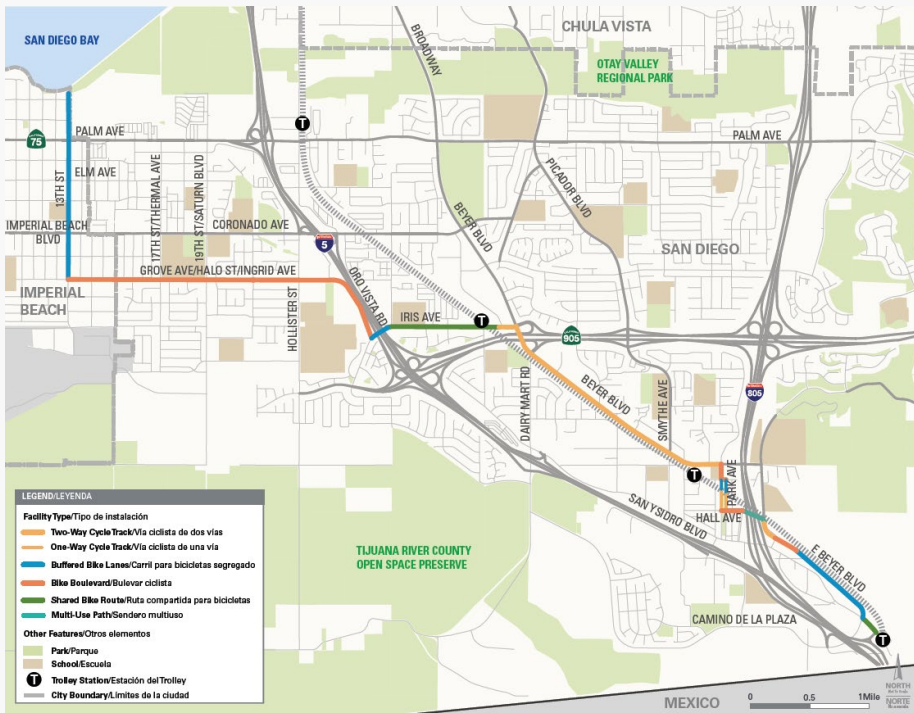 CHULA VISTA
SAN DIEGO BAY
BROADWAY
OTAY VALLEY
REGIONAL PARK
T
75
PALM AVE
PALM AVE
ELM AVE
13TH ST
17TH ST/THERMAL AVE
19TH ST/SATURN BLVD
PICADOR BLVD
BEYER BLVD
IMPERIAL BEACH
BLVD
CORONADO AVE
5
SAN DIEGO
GROVE AVE/HALO ST/INGRID AVE
ORO VISTA RD
IMPERIAL
BEACH
HOLLISTER ST
IRIS AVE
T
905
DAIRY MART RD
BEYER BLVD
SMYTHE AVE
805
T
PARK AVE
HALL AVE
SAN YSIDRO BLVD
TIJUANA RIVER COUNTY
OPEN SPACE PRESERVE
E BEYER BLVD
CAMINO DE LA PLAZA
T
MEXICO
LEGEND/LEYENDA
Facility Type/Tipo de instalación
Two-Way Cycle Track/Vía ciclista de dos vías
One-Way Cycle Track/Vía ciclista de una vía
Buffered Bike Lanes/Carril para bicicletas segregado
Bike Boulevard/Bulevar ciclista
Shared Bike Route/Ruta compartida para bicicletas
Multi-Use Path/Sendero multiuso
Other Features/Otros elementos
Park/Parque
School/Escuela
T Trolley Station/Estación del Trolley
City Boundary/Limites de la ciudad
0 0.5 1 Mile
NORTH
NORTE